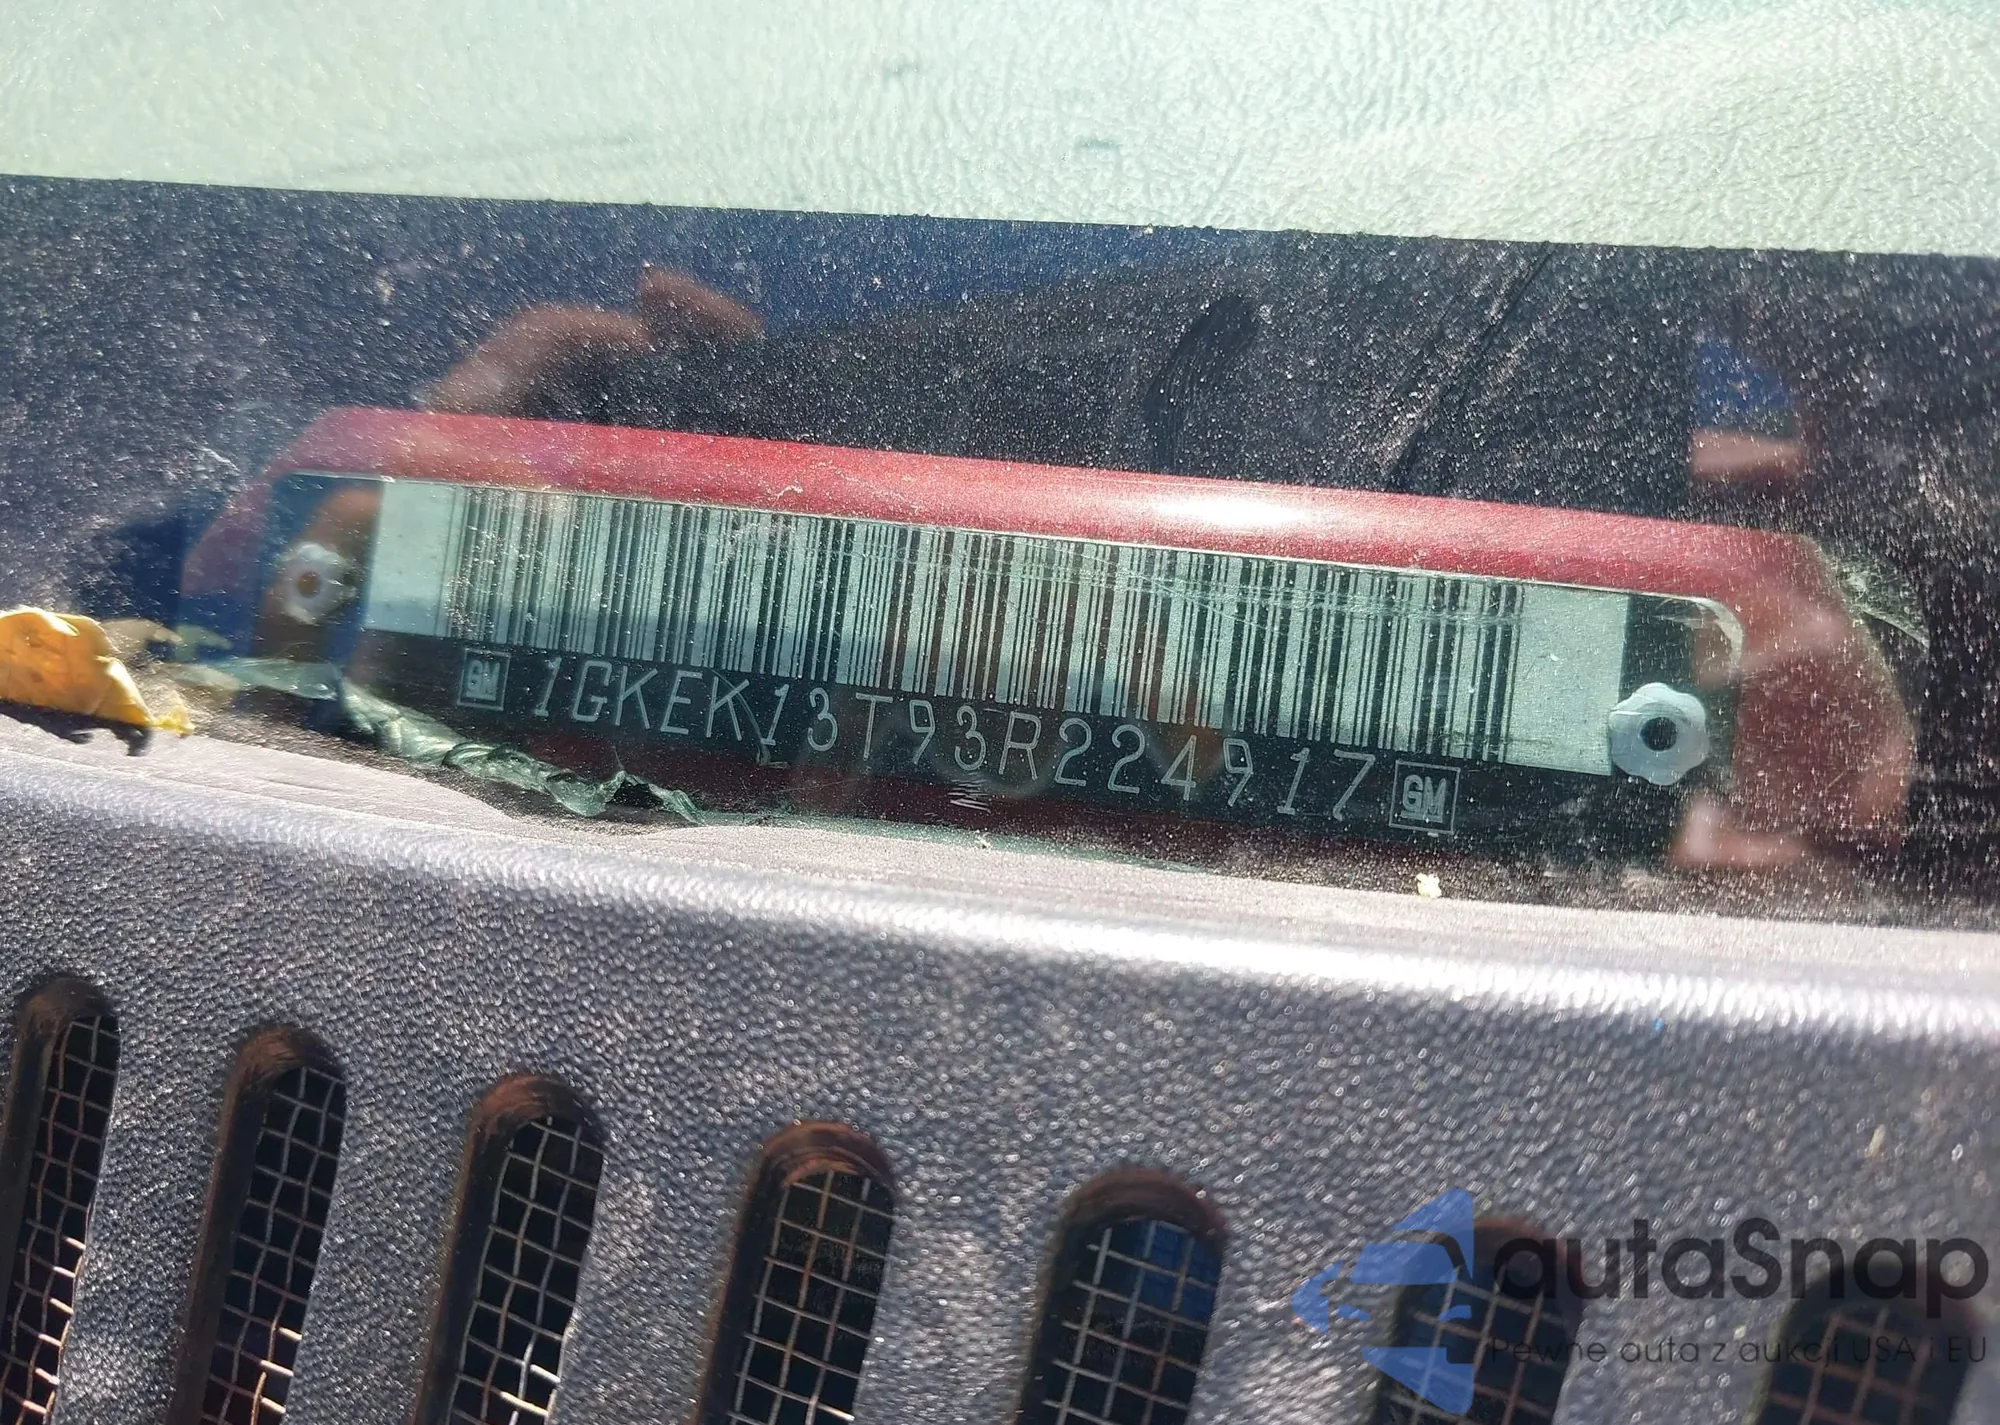 GM 1GKEK13T93R224917 GM
autaSnap
Pewne auta z aukcji USA i EU